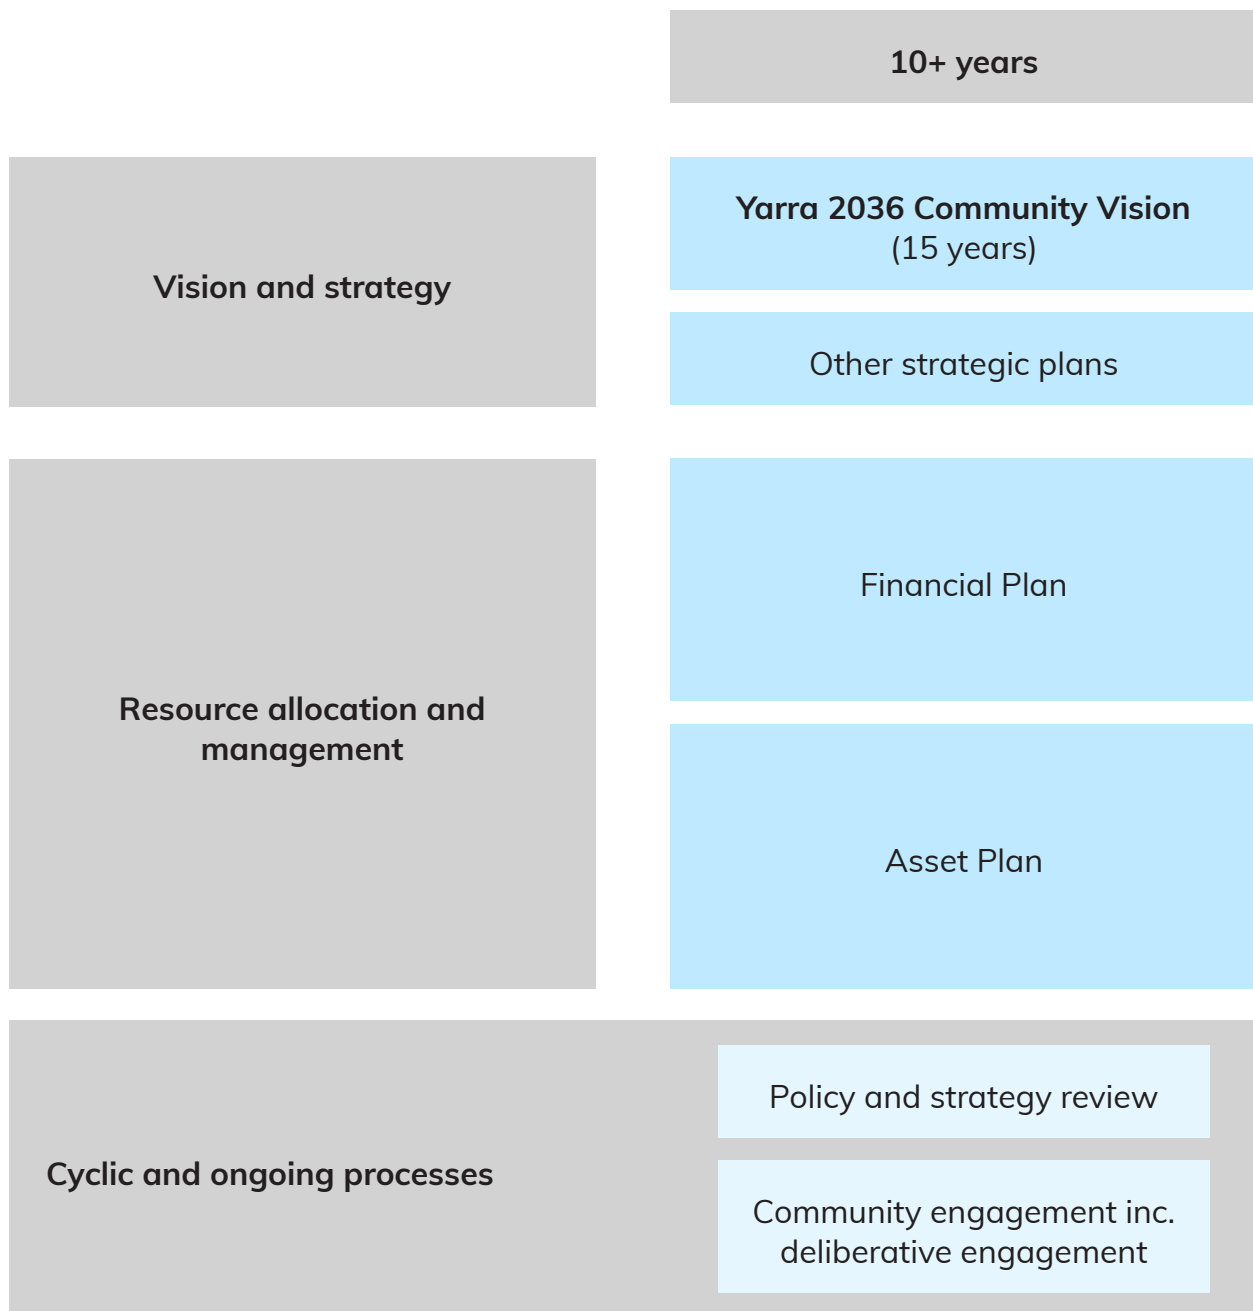 10+ years
Vision and strategy
Yarra 2036 Community Vision
(15 years)
Other strategic plans
Resource allocation and
management
Financial Plan
Asset Plan
Cyclic and ongoing processes
Policy and strategy review
Community engagement inc.
deliberative engagement